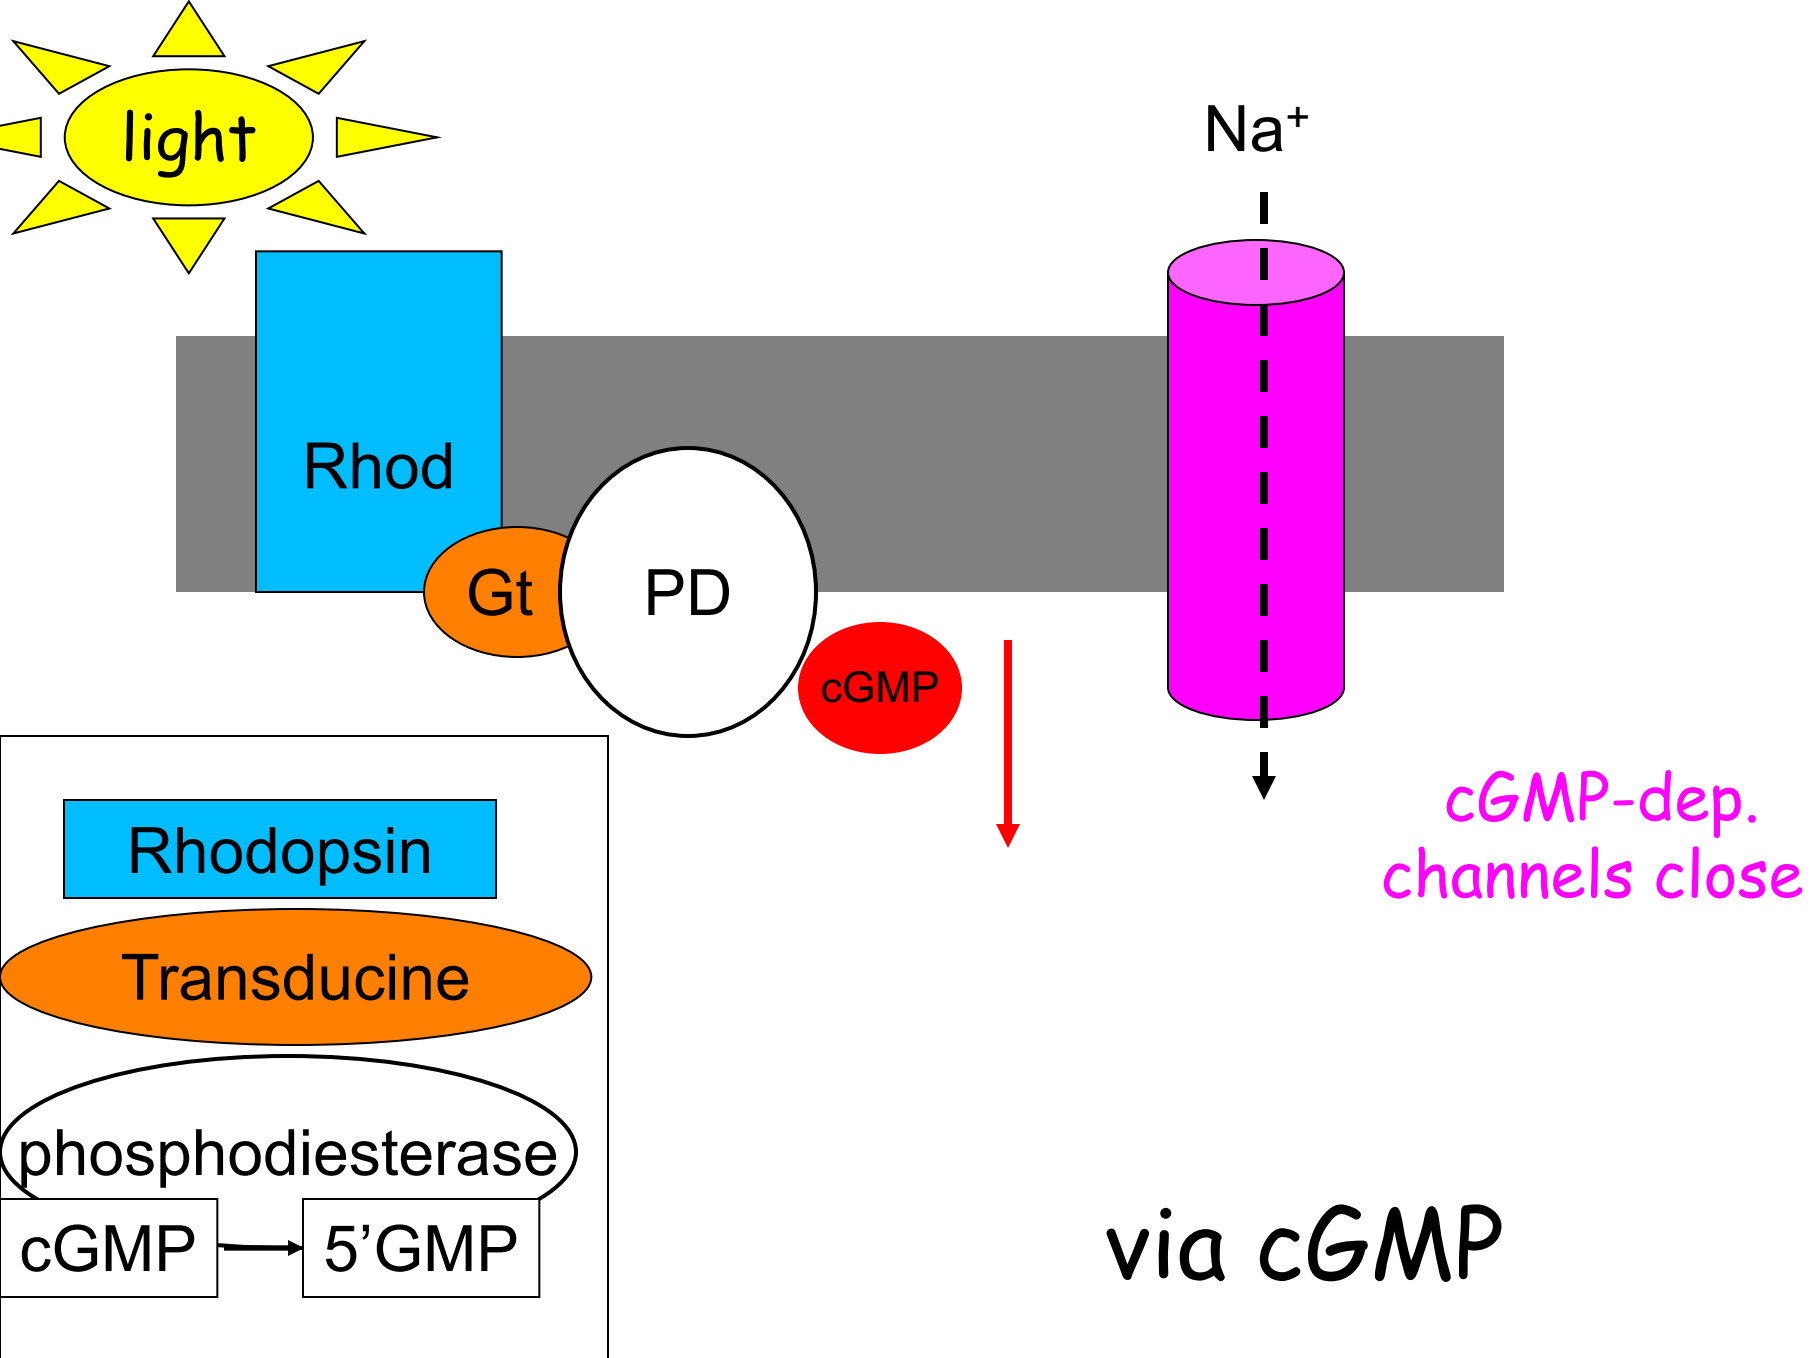 light
Na⁺
Rhod
Gt
PD
cGMP
cGMP-dep.
channels close
Rhodopsin
Transducine
phosphodiesterase
cGMP
5’GMP
via cGMP